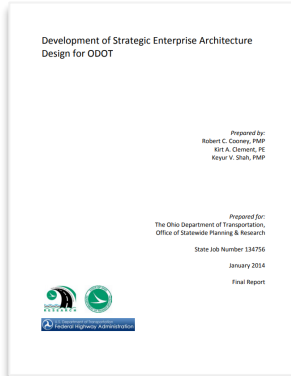 Development of Strategic Enterprise Architecture
Design for ODOT
Prepared by:
Robert C. Cooney, PMP
Kirt A. Clement, PE
Keyur V. Shah, PMP
Prepared for:
The Ohio Department of Transportation,
Office of Statewide Planning & Research
State Job Number 134756
January 2014
Final Report
RESEARCH
U.S. Department of Transportation
Federal Highway Administration